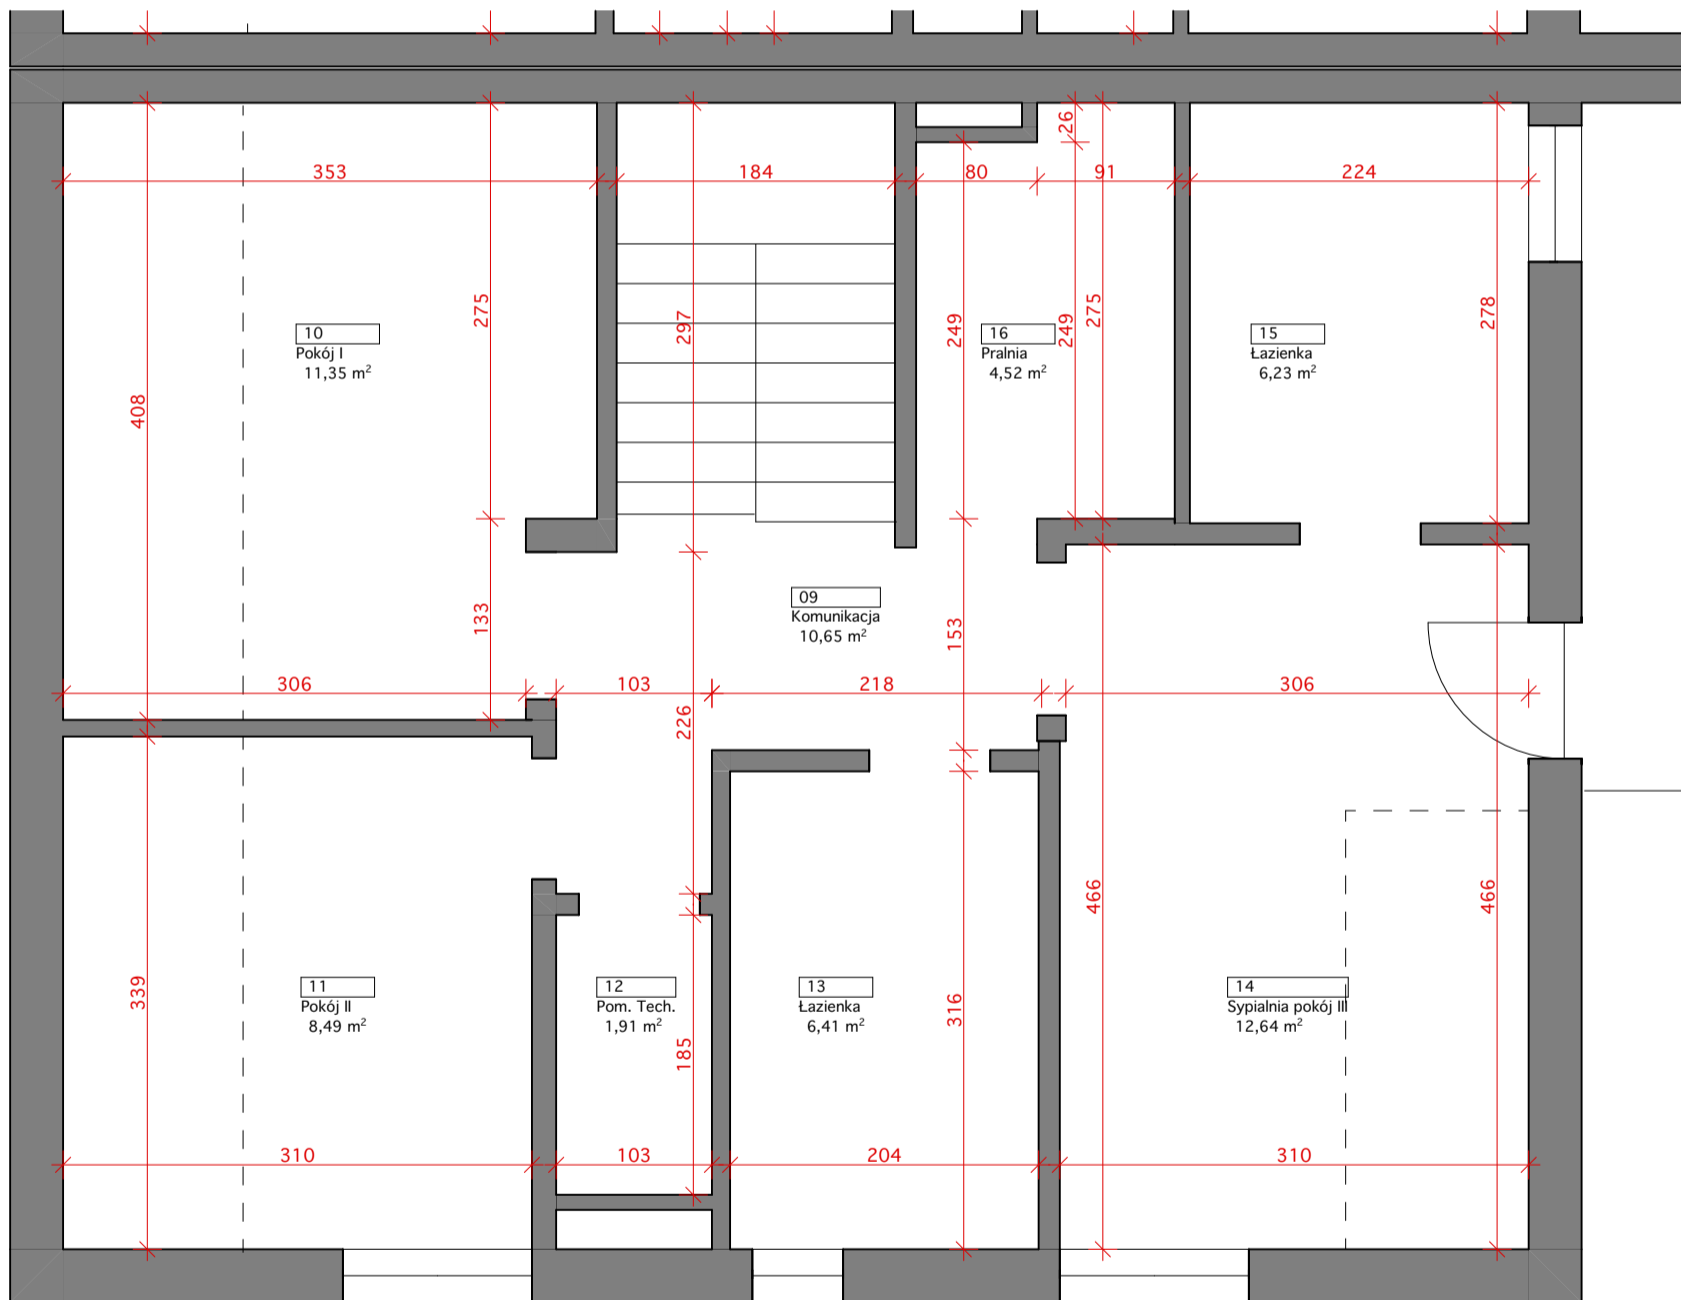 26
353
184
80
91
224
275
297
249
249
275
278
10
Pokój I
11,35 m²
16
Pralnia
4,52 m²
15
Łazienka
6,23 m²
408
133
09
Komunikacja
10,65 m²
153
306
103
218
306
226
466
466
339
11
Pokój II
8,49 m²
12
Pom. Tech.
1,91 m²
13
Łazienka
6,41 m²
316
14
Sypialnia pokój III
12,64 m²
185
310
103
204
310